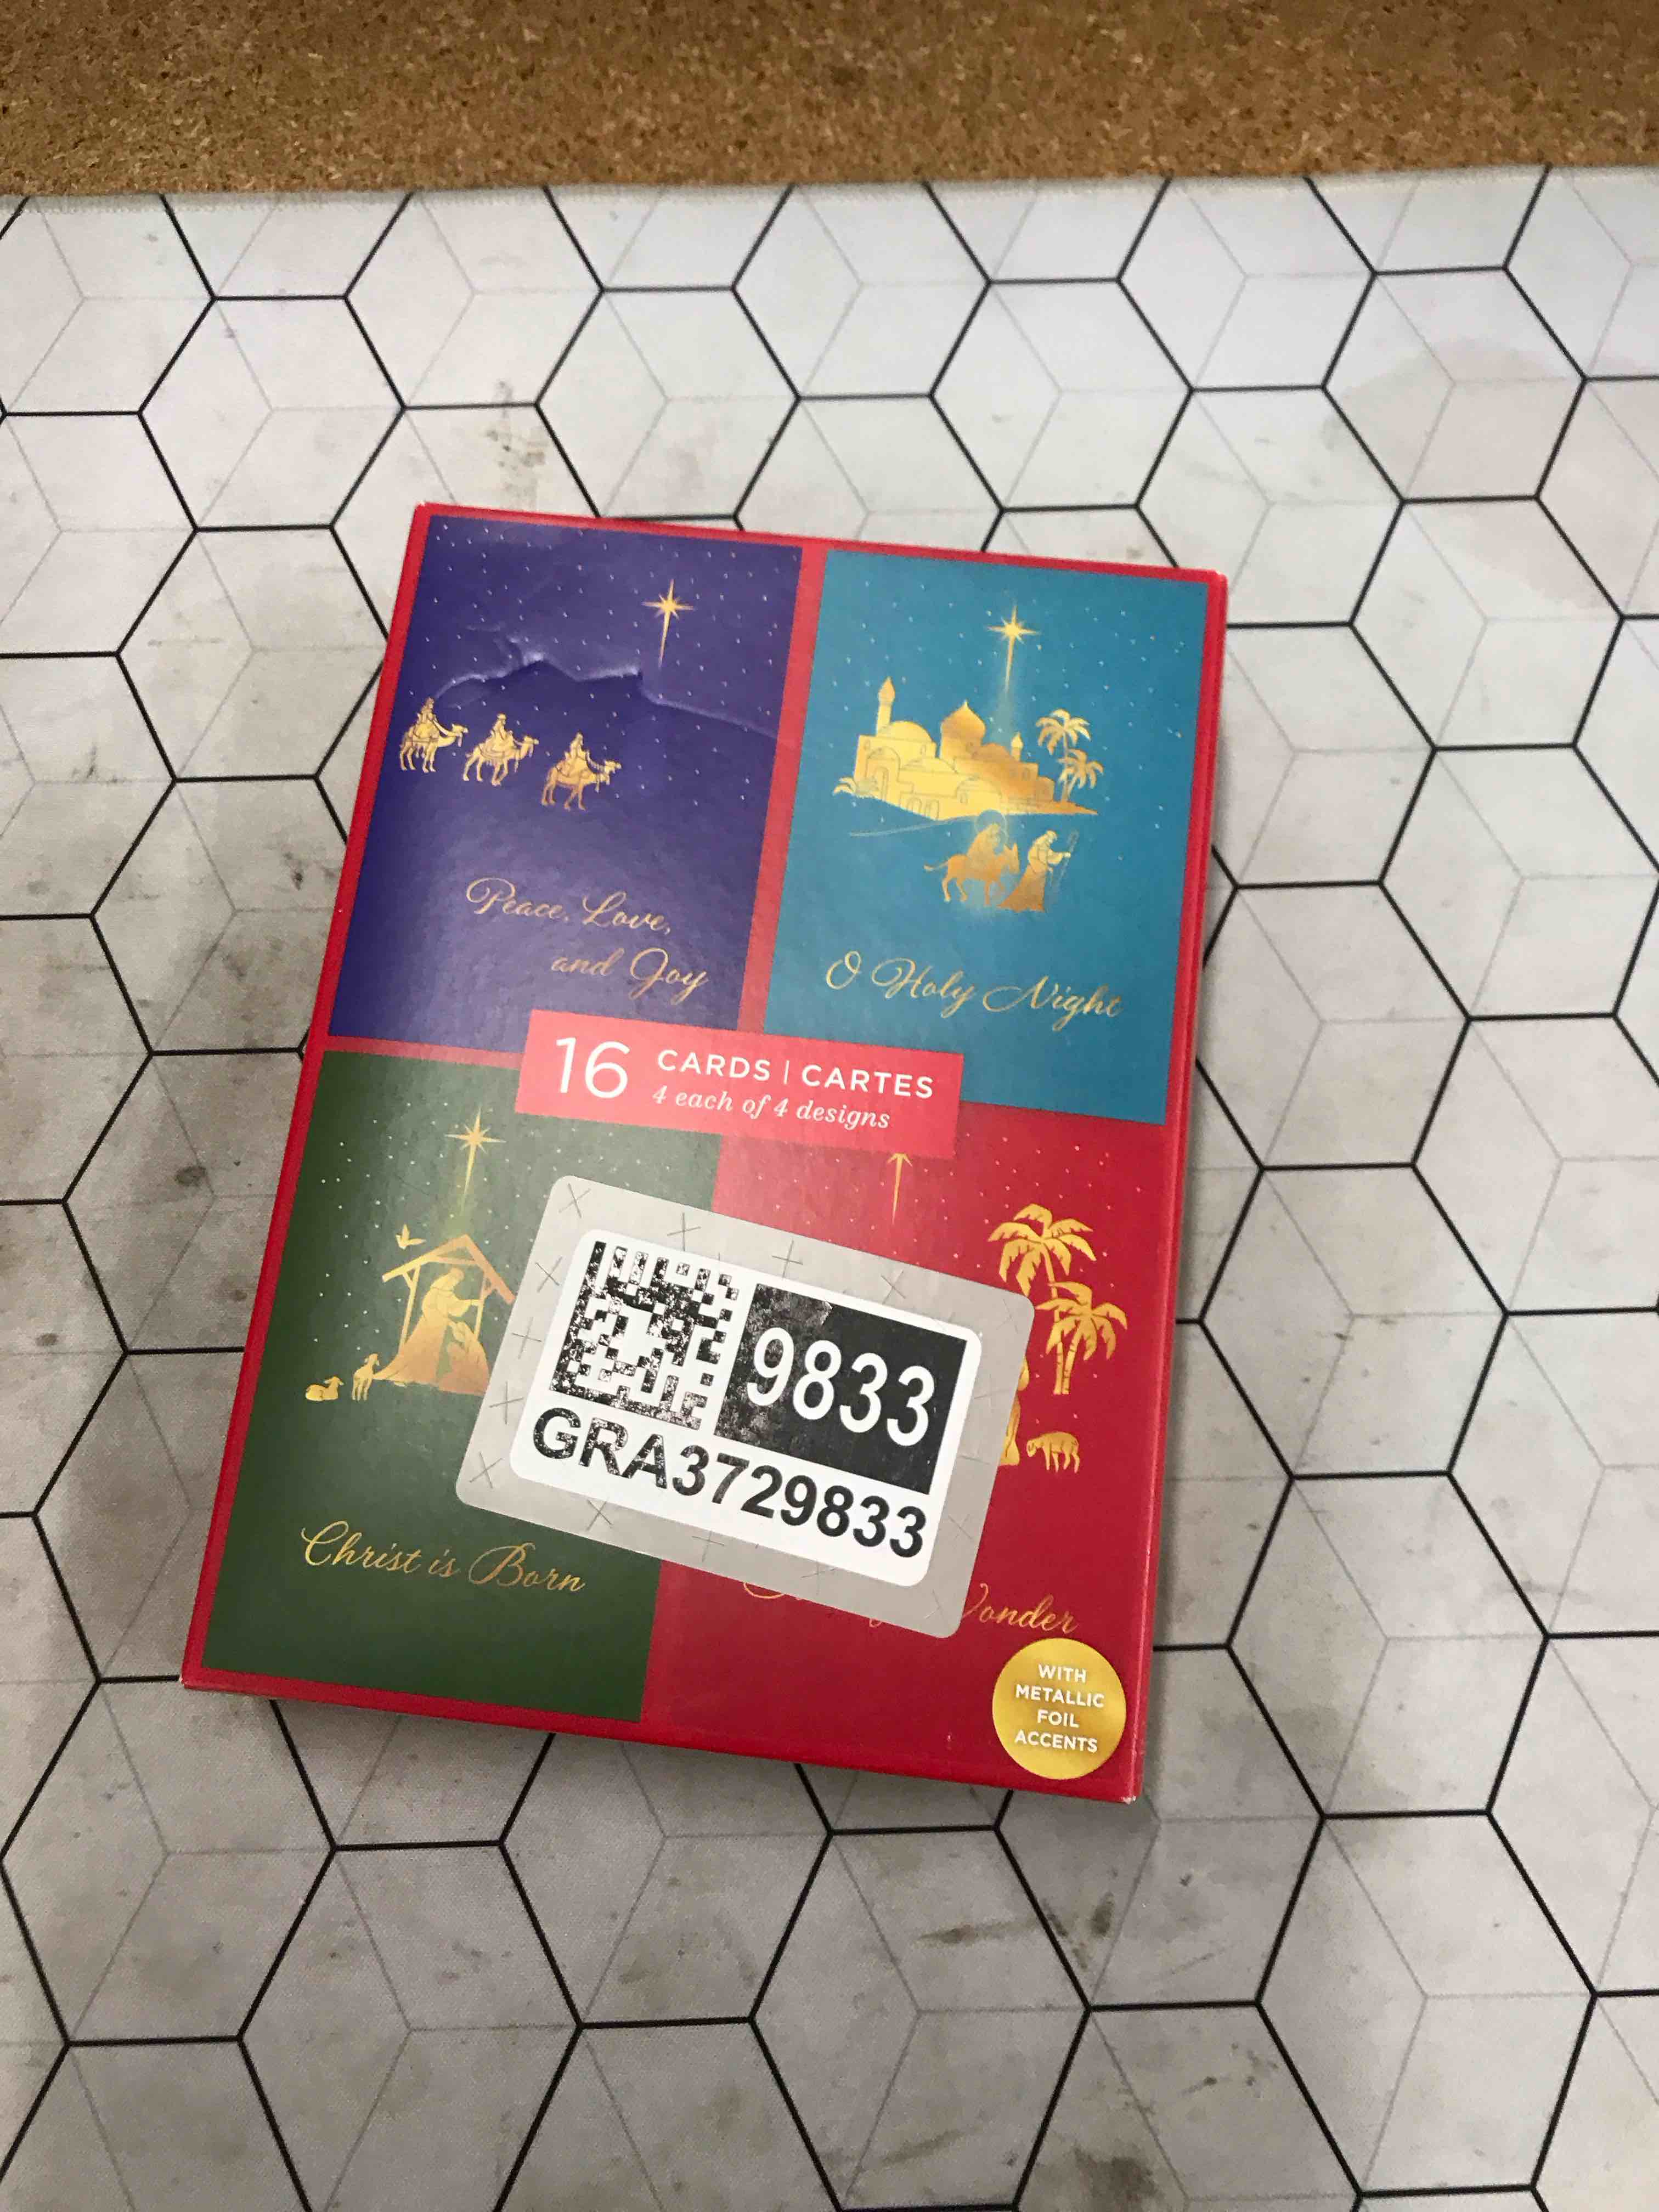 Peace, Love,
and Joy
O Holy Night
16
CARDS | CARTES
4 each of 4 designs
9833
GRA3729833
Christ is Born
WITH
METALLIC
FOIL
ACCENTS